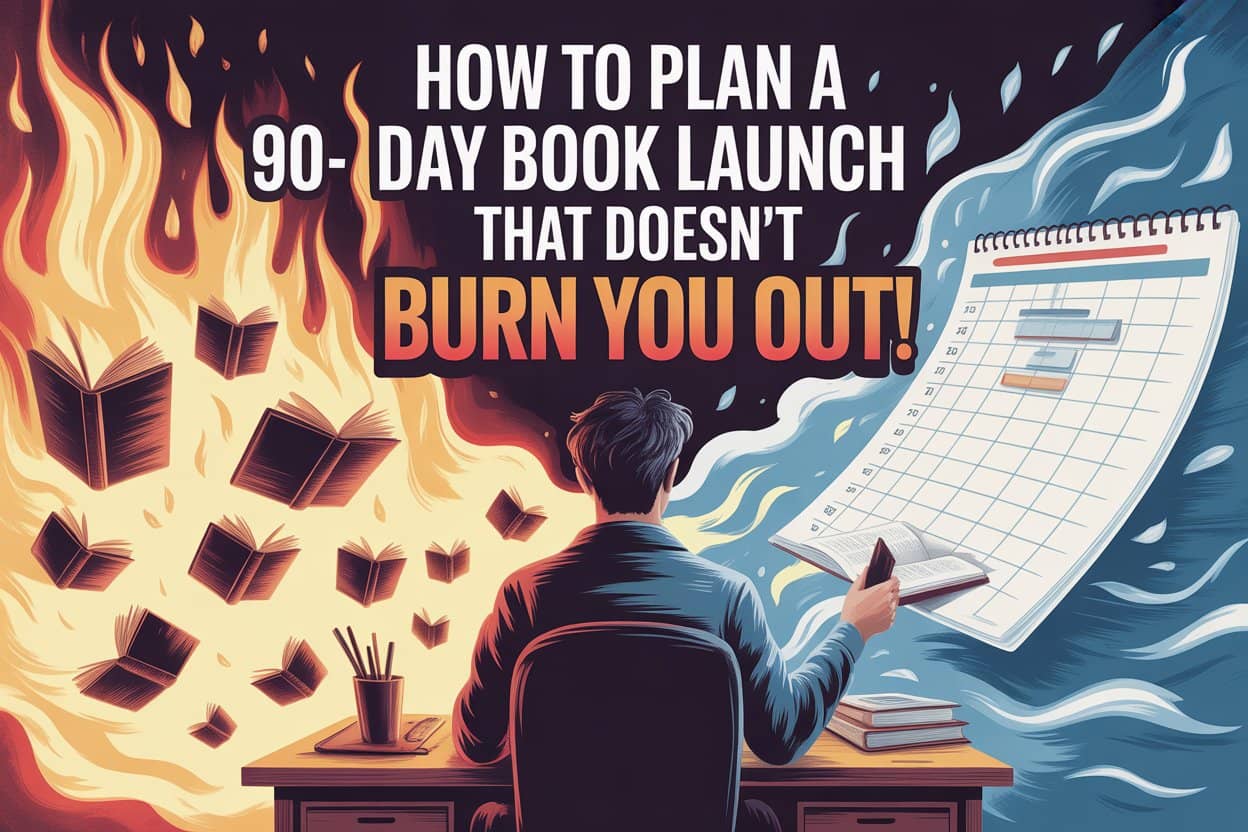 HOW TO PLAN A
90- DAY BOOK LAUNCH
THAT DOESN'T
BURN YOU OUT!